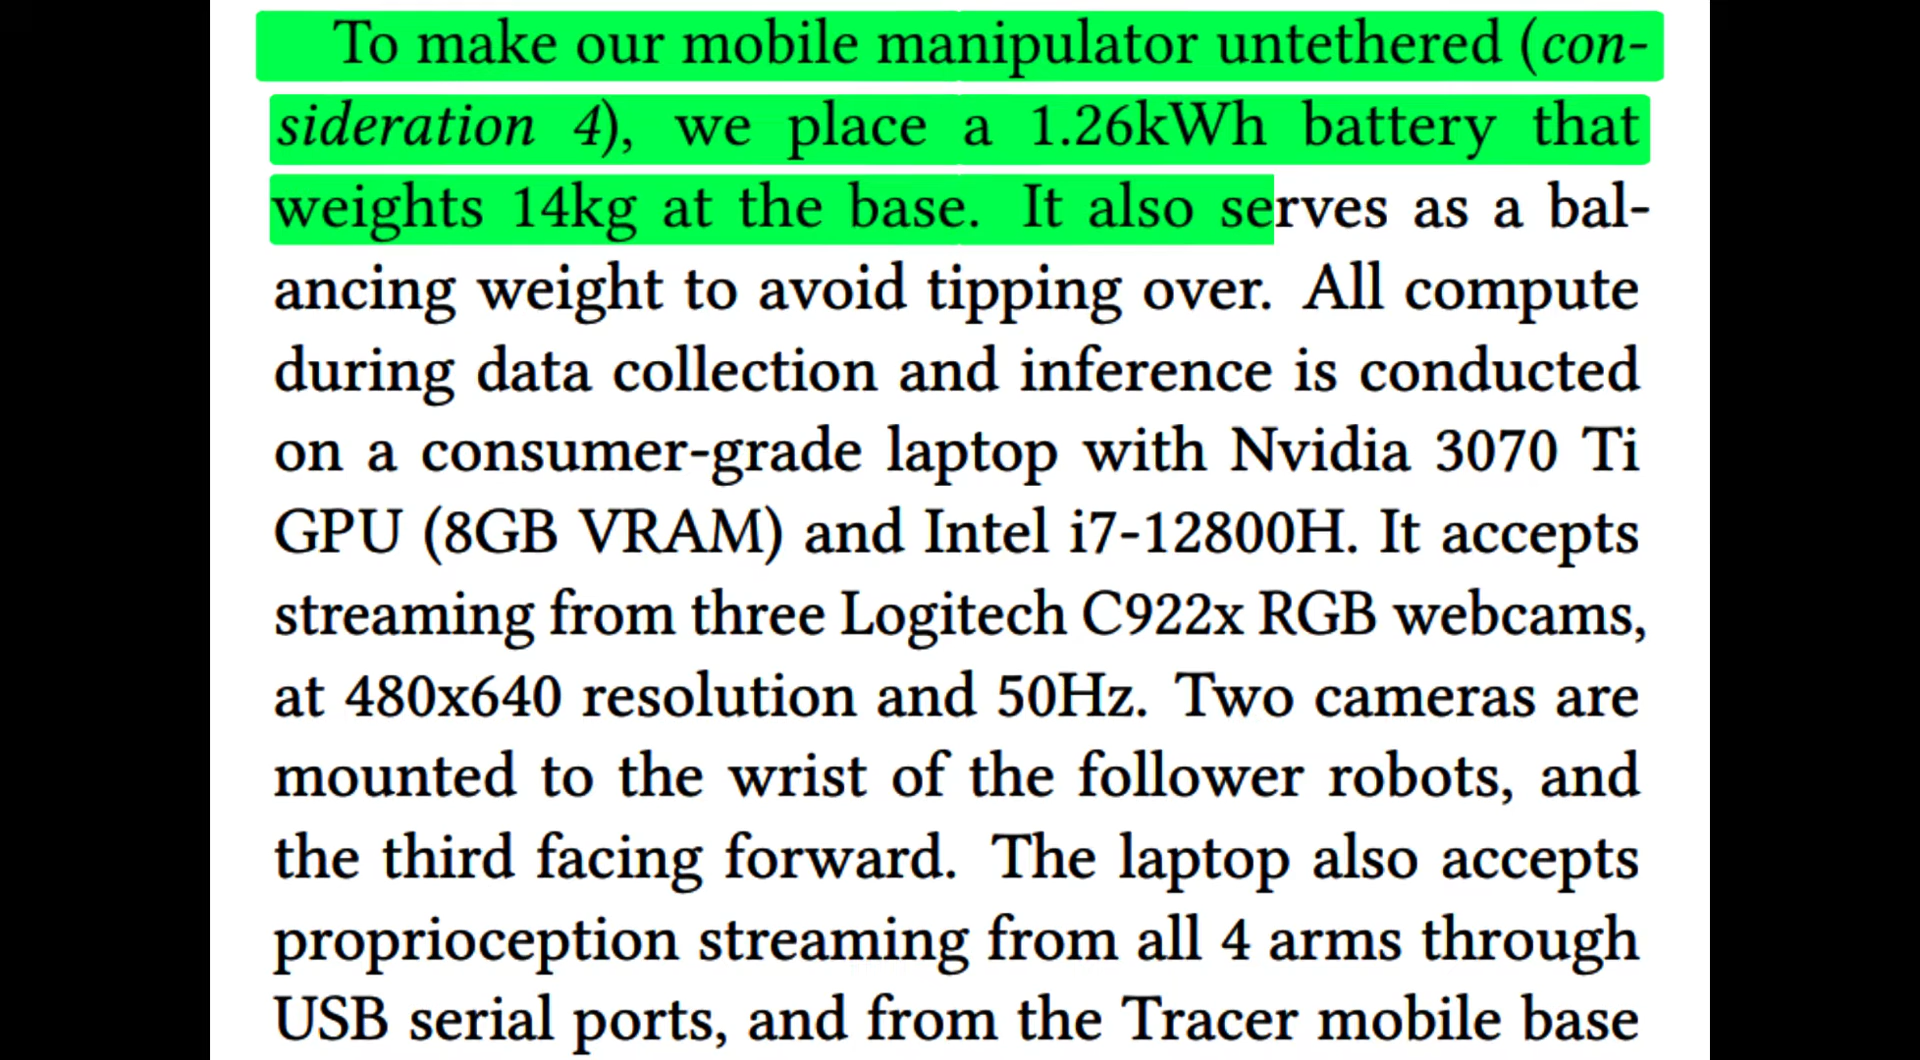 To make our mobile manipulator untethered (con-
sideration 4), we place a 1.26kWh battery that
weights 14kg at the base. It also serves as a bal-
ancing weight to avoid tipping over. All compute
during data collection and inference is conducted
on a consumer-grade laptop with Nvidia 3070 Ti
GPU (8GB VRAM) and Intel i7-12800H. It accepts
streaming from three Logitech C922x RGB webcams,
at 480x640 resolution and 50Hz. Two cameras are
mounted to the wrist of the follower robots, and
the third facing forward. The laptop also accepts
proprioception streaming from all 4 arms through
USB serial ports, and from the Tracer mobile base